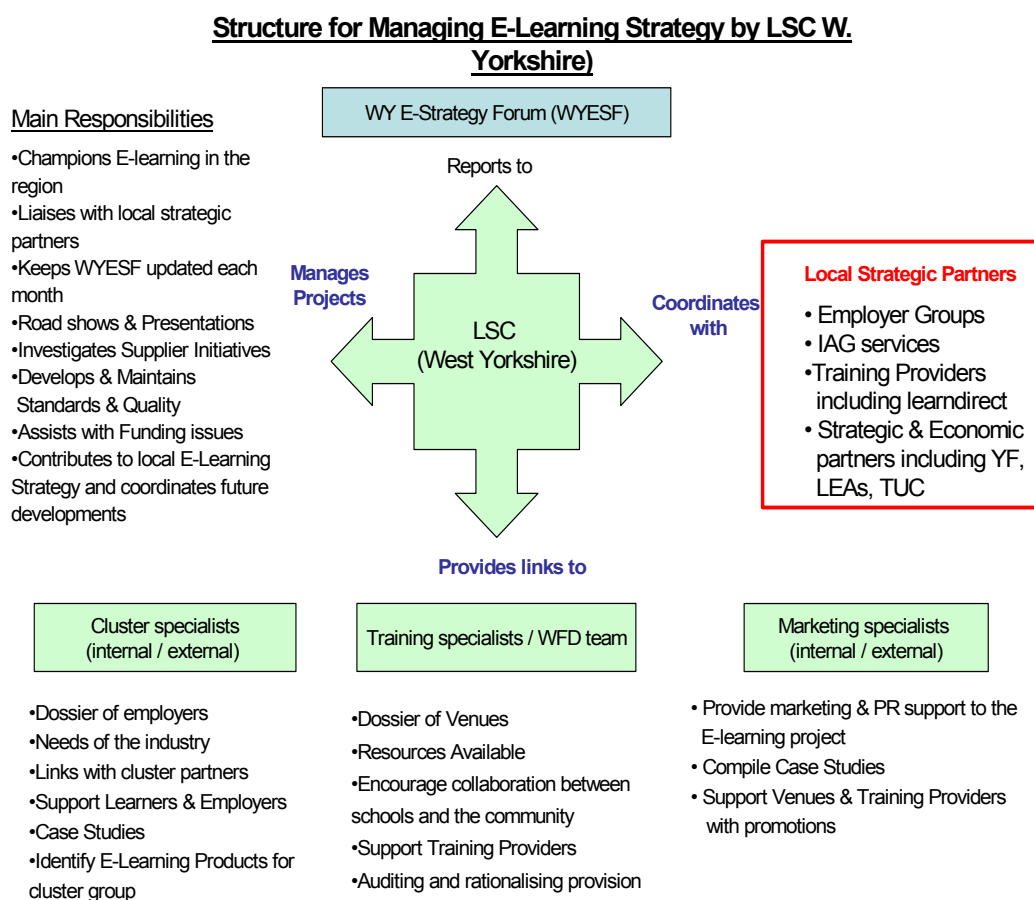 Structure for Managing E-Learning Strategy by LSC W.
Yorkshire)
WY E-Strategy Forum (WYESF)
Main Responsibilities
•Champions E-learning in the
region
•Liaises with local strategic
partners
•Keeps WYESF updated each
month
•Road shows & Presentations
•Investigates Supplier Initiatives
•Develops & Maintains
Standards & Quality
•Assists with Funding issues
•Contributes to local E-Learning
Strategy and coordinates future
developments
Reports to
Manages
Projects
LSC
(West Yorkshire)
Coordinates
with
Local Strategic Partners
• Employer Groups
• IAG services
•Training Providers
including learndirect
• Strategic & Economic
partners including YF,
LEAs, TUC
Provides links to
Cluster specialists
(internal / external)
•Dossier of employers
•Needs of the industry
•Links with cluster partners
•Support Learners & Employers
•Case Studies
•Identify E-Learning Products for
cluster group
Training specialists / WFD team
•Dossier of Venues
•Resources Available
•Encourage collaboration between
schools and the community
•Support Training Providers
•Auditing and rationalising provision
Marketing specialists
(internal / external)
• Provide marketing & PR support to the
E-learning project
• Compile Case Studies
• Support Venues & Training Providers
with promotions